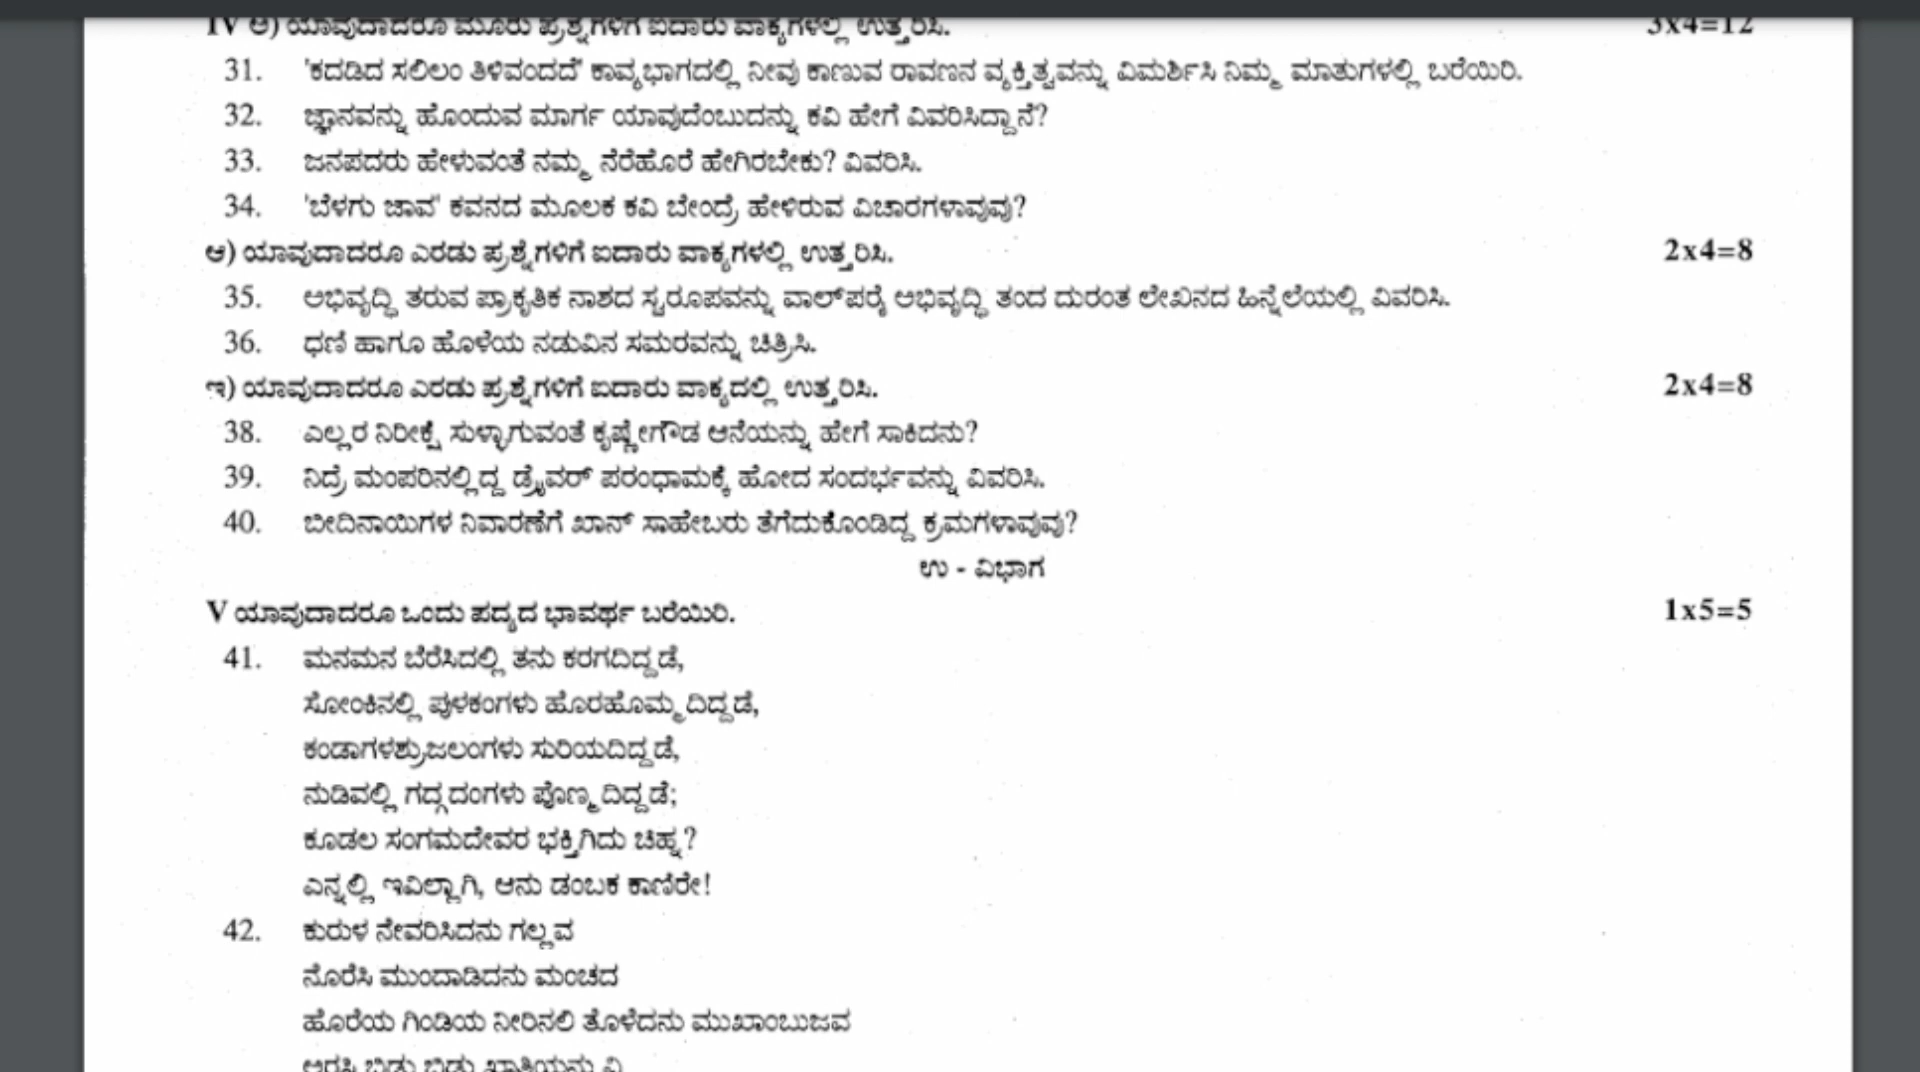 IV ಅ) ಯಾವುದಾದರೂ ಮೂರು ಪ್ರಶ್ನೆಗಳಿಗೆ ಐದಾರು ವಾಕ್ಯಗಳಲ್ಲಿ ಉತ್ತರಿಸಿ. 3x4=12
31. 'ಕದಡಿದ ಸಲಿಲಂ ತಿಳಿವಂದದೆ' ಕಾವ್ಯಭಾಗದಲ್ಲಿ ನೀವು ಕಾಣುವ ರಾವಣನ ವ್ಯಕ್ತಿತ್ವವನ್ನು ವಿಮರ್ಶಿಸಿ ನಿಮ್ಮ ಮಾತುಗಳಲ್ಲಿ ಬರೆಯಿರಿ.
32. ಜ್ಞಾನವನ್ನು ಹೊಂದುವ ಮಾರ್ಗ ಯಾವುದೆಂಬುದನ್ನು ಕವಿ ಹೇಗೆ ವಿವರಿಸಿದ್ದಾನೆ?
33. ಜನಪದರು ಹೇಳುವಂತೆ ನಮ್ಮ ನೆರೆಹೊರೆ ಹೇಗಿರಬೇಕು? ವಿವರಿಸಿ.
34. 'ಬೆಳಗು ಜಾವ' ಕವನದ ಮೂಲಕ ಕವಿ ಬೇಂದ್ರೆ ಹೇಳಿರುವ ವಿಚಾರಗಳಾವುವು?
ಆ) ಯಾವುದಾದರೂ ಎರಡು ಪ್ರಶ್ನೆಗಳಿಗೆ ಐದಾರು ವಾಕ್ಯಗಳಲ್ಲಿ ಉತ್ತರಿಸಿ. 2x4=8
35. ಅಭಿವೃದ್ಧಿ ತರುವ ಪ್ರಾಕೃತಿಕ ನಾಶದ ಸ್ವರೂಪವನ್ನು ವಾಲ್‌ಪರೈ ಅಭಿವೃದ್ಧಿ ತಂದ ದುರಂತ ಲೇಖನದ ಹಿನ್ನೆಲೆಯಲ್ಲಿ ವಿವರಿಸಿ.
36. ಧಣಿ ಹಾಗೂ ಹೊಳೆಯ ನಡುವಿನ ಸಮರವನ್ನು ಚಿತ್ರಿಸಿ.
ಇ) ಯಾವುದಾದರೂ ಎರಡು ಪ್ರಶ್ನೆಗಳಿಗೆ ಐದಾರು ವಾಕ್ಯದಲ್ಲಿ ಉತ್ತರಿಸಿ. 2x4=8
38. ಎಲ್ಲರ ನಿರೀಕ್ಷೆ ಸುಳ್ಳಾಗುವಂತೆ ಕೃಷ್ಣೇಗೌಡ ಆನೆಯನ್ನು ಹೇಗೆ ಸಾಕಿದನು?
39. ನಿದ್ರೆ ಮಂಪರಿನಲ್ಲಿದ್ದ ಡ್ರೈವರ್ ಪರಂಧಾಮಕ್ಕೆ ಹೋದ ಸಂದರ್ಭವನ್ನು ವಿವರಿಸಿ.
40. ಬೀದಿನಾಯಿಗಳ ನಿವಾರಣೆಗೆ ಖಾನ್ ಸಾಹೇಬರು ತೆಗೆದುಕೊಂಡಿದ್ದ ಕ್ರಮಗಳಾವುವು?
ಉ - ವಿಭಾಗ
V ಯಾವುದಾದರೂ ಒಂದು ಪದ್ಯದ ಭಾವರ್ಥ ಬರೆಯಿರಿ. 1x5=5
41. ಮನಮನ ಬೆರೆಸಿದಲ್ಲಿ ತನು ಕರಗದಿದ್ದಡೆ,
ಸೋಂಕಿನಲ್ಲಿ ಪುಳಕಂಗಳು ಹೊರಹೊಮ್ಮದಿದ್ದಡೆ,
ಕಂಡಾಗಳಶ್ರುಜಲಂಗಳು ಸುರಿಯದಿದ್ದಡೆ,
ನುಡಿವಲ್ಲಿ ಗದ್ಗದಂಗಳು ಪೊಣ್ಮದಿದ್ದಡೆ;
ಕೂಡಲ ಸಂಗಮದೇವರ ಭಕ್ತಿಗಿದು ಚಿಹ್ನ?
ಎನ್ನಲ್ಲಿ ಇವಿಲ್ಲಾಗಿ, ಆನು ಡಂಬಕ ಕಾಣಿರೇ!
42. ಕುರುಳ ನೇವರಿಸಿದನು ಗಲ್ಲವ
ನೊರೆಸಿ ಮುಂದಾಡಿದನು ಮಂಚದ
ಹೊರೆಯ ಗಿಂಡಿಯ ನೀರಿನಲಿ ತೊಳೆದನು ಮುಖಾಂಬುಜವ
ಅರಸಿ ಬಿಡು ಬಿಡು ಖಾತಿಯನು ವಿ